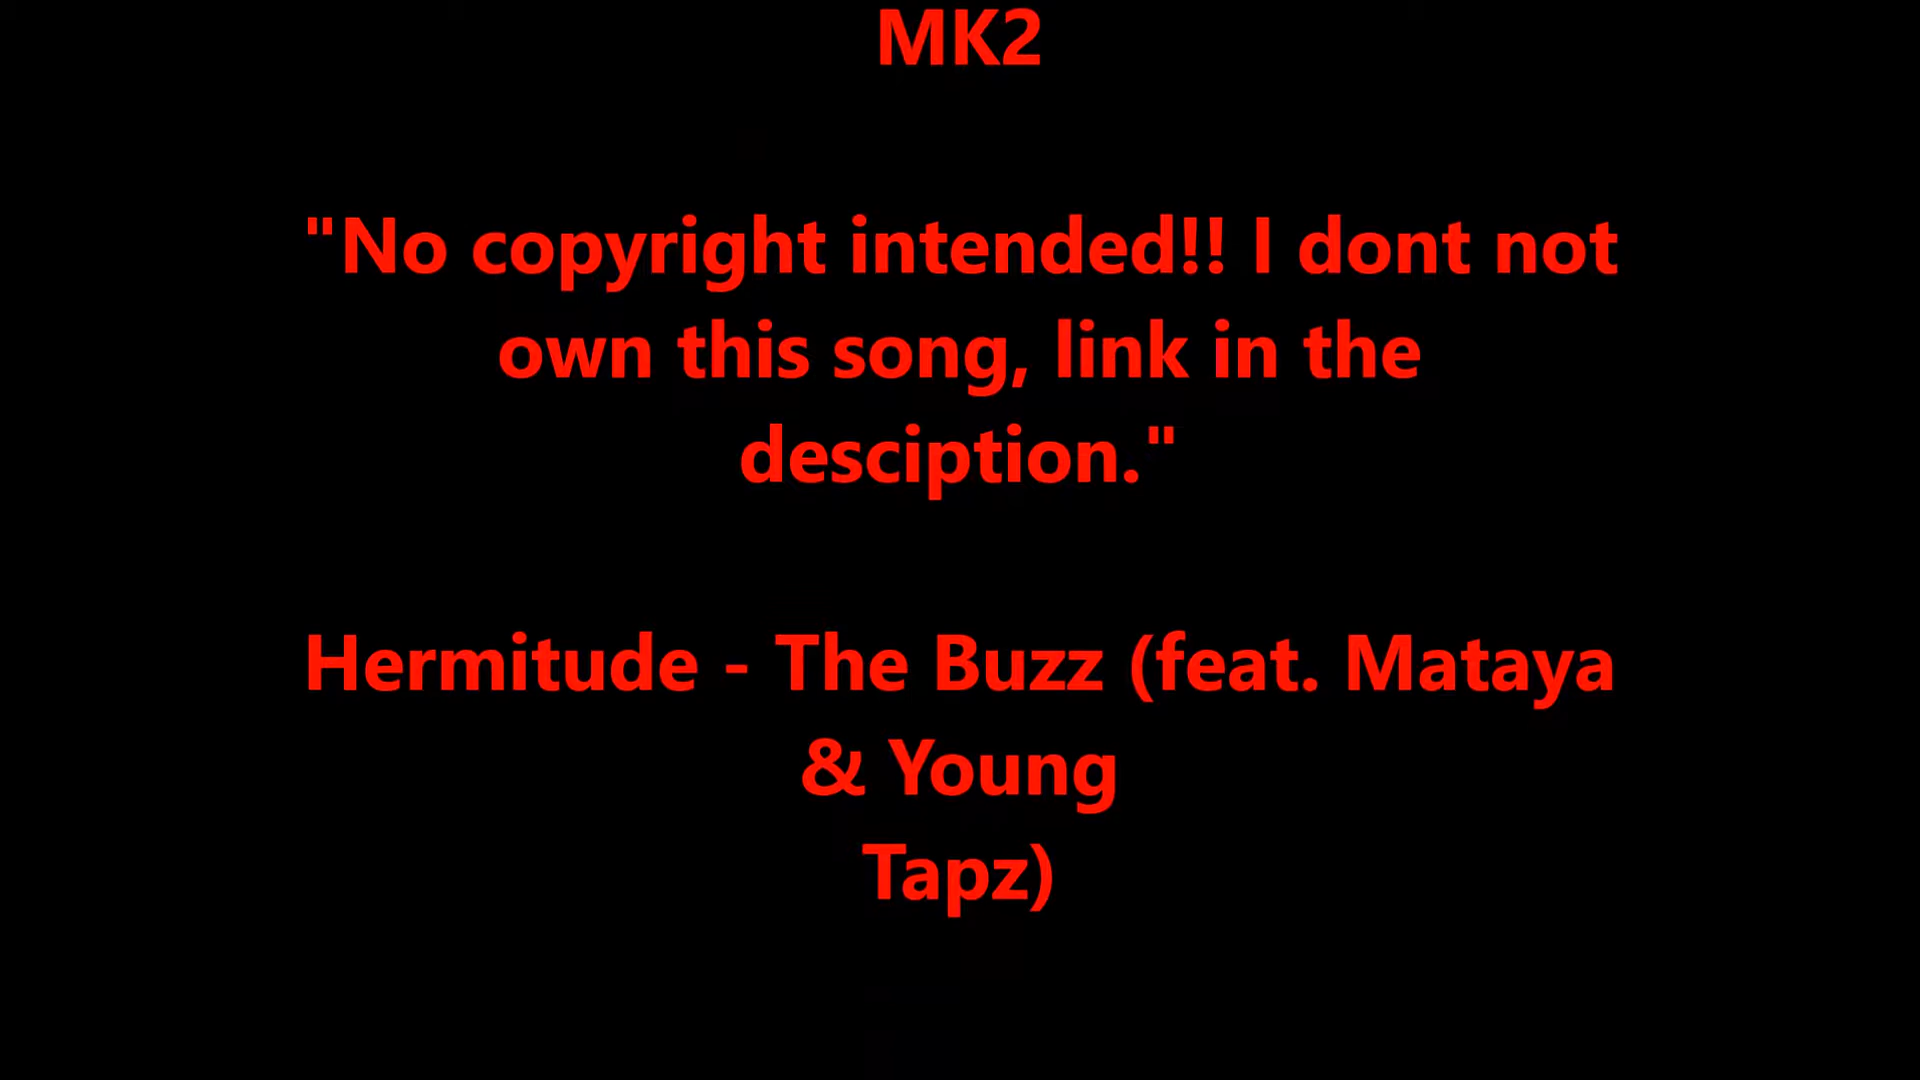 MK2
"No copyright intended!! I dont not
own this song, link in the
desciption."
Hermitude - The Buzz (feat. Mataya
& Young
Tapz)